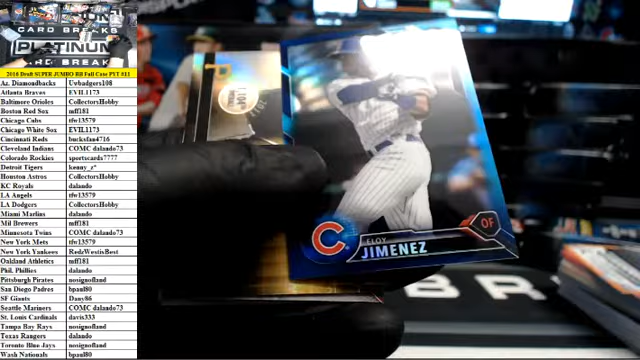 CARD BREAKS
PLATINUM
CARD BREAKS
2016 Draft SUPER JUMBO HB Full Case PYT #11
Az. Diamondbacks Uwbadgers108
Atlanta Braves EVIL1173
Baltimore Orioles CollectorsHobby
Boston Red Sox mff181
Chicago Cubs tfw13579
Chicago White Sox EVIL1173
Cincinnati Reds bucksfan4716
Cleveland Indians COMC dalando73
Colorado Rockies sportscards7777
Detroit Tigers kenny_r*
Houston Astros CollectorsHobby
KC Royals dalando
LA Angels tfw13579
LA Dodgers CollectorsHobby
Miami Marlins dalando
Mil Brewers mff181
Minnesota Twins COMC dalando73
New York Mets tfw13579
New York Yankees RedzWestisBest
Oakland Athletics mff181
Phil. Phillies dalando
Pittsburgh Pirates nosignofland
San Diego Padres bpaul80
SF Giants Dany86
Seattle Mariners COMC dalando73
St. Louis Cardinals davis333
Tampa Bay Rays nosignofland
Texas Rangers dalando
Toronto Blue Jays nosignofland
Wash Nationals bpaul80
C
ELOY
JIMENEZ
OF
B R